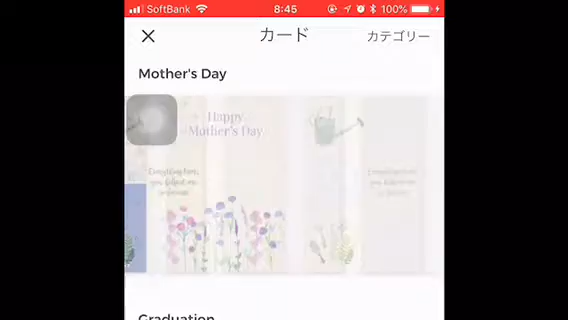 SoftBank 8:45 100%
カード カテゴリー
Mother's Day
Happy
Mother's Day
Graduation